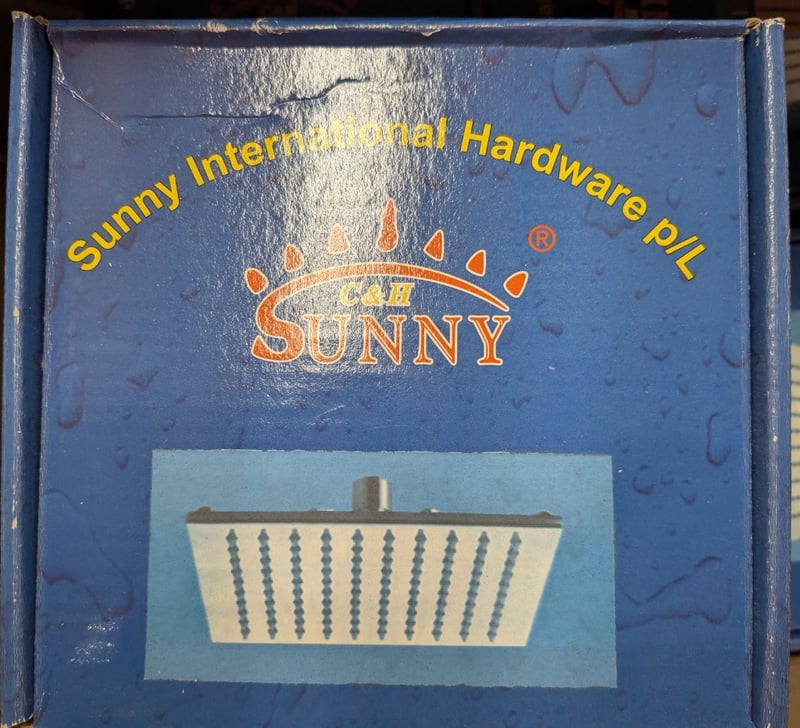 Sunny International Hardware p/L
®
C&H
SUNNY